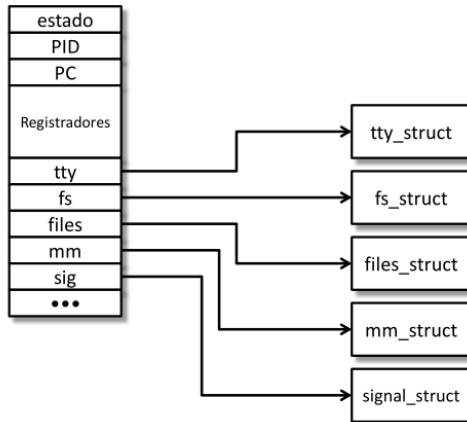 estado
PID
PC
Registradores
tty
fs
files
mm
sig
•••
tty_struct
fs_struct
files_struct
mm_struct
signal_struct